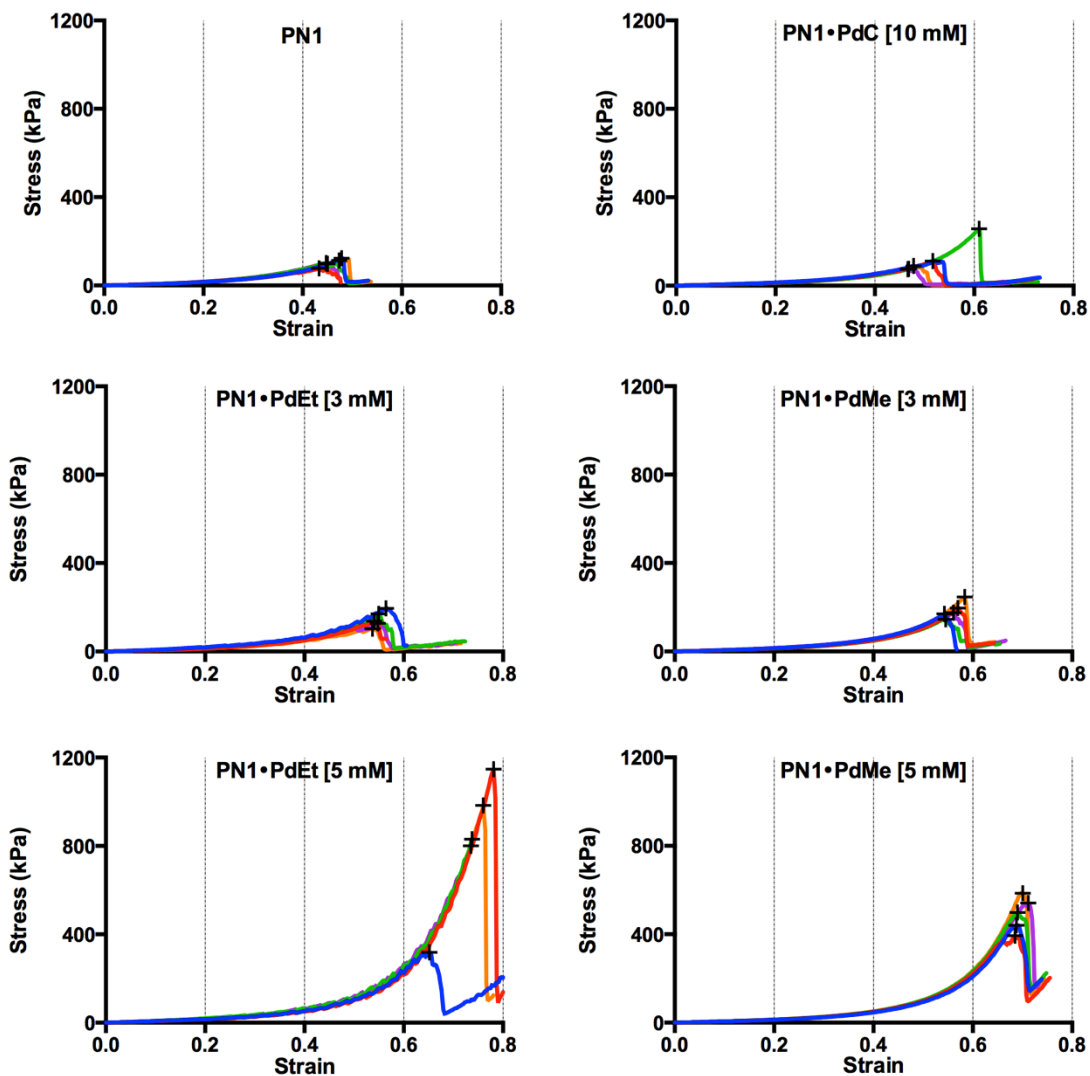 PN1
1200
800
400
0
Stress (kPa)
0.0 0.2 0.4 0.6 0.8
Strain
PN1•PdC [10 mM]
1200
800
400
0
Stress (kPa)
0.0 0.2 0.4 0.6 0.8
Strain
PN1•PdEt [3 mM]
1200
800
400
0
Stress (kPa)
0.0 0.2 0.4 0.6 0.8
Strain
PN1•PdMe [3 mM]
1200
800
400
0
Stress (kPa)
0.0 0.2 0.4 0.6 0.8
Strain
PN1•PdEt [5 mM]
1200
800
400
0
Stress (kPa)
0.0 0.2 0.4 0.6 0.8
Strain
PN1•PdMe [5 mM]
1200
800
400
0
Stress (kPa)
0.0 0.2 0.4 0.6 0.8
Strain